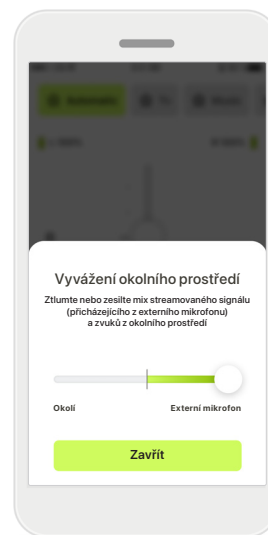 Vyvážení okolního prostředí
Ztlumte nebo zesilte mix streamovaného signálu
(přicházejícího z externího mikrofonu)
a zvuků z okolního prostředí
Okolí
Externí mikrofon
Zavřít